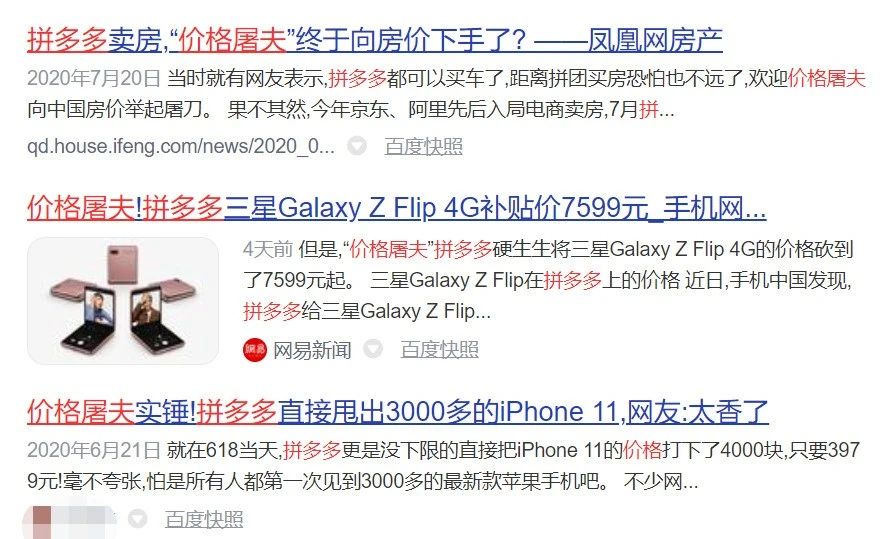 拼多多卖房,“价格屠夫”终于向房价下手了? ——凤凰网房产
2020年7月20日 当时就有网友表示,拼多多都可以买车了,距离拼团买房恐怕也不远了,欢迎价格屠夫
向中国房价举起屠刀。 果不其然,今年京东、阿里先后入局电商卖房,7月拼...
qd.house.ifeng.com/news/2020_0... 百度快照
价格屠夫!拼多多三星Galaxy Z Flip 4G补贴价7599元_手机网...
4天前 但是,“价格屠夫”拼多多硬生生将三星Galaxy Z Flip 4G的价格砍到
了7599元起。 三星Galaxy Z Flip在拼多多上的价格 近日,手机中国发现,
拼多多给三星Galaxy Z Flip...
网易 网易新闻 百度快照
价格屠夫实锤!拼多多直接甩出3000多的iPhone 11,网友:太香了
2020年6月21日 就在618当天,拼多多更是没下限的直接把iPhone 11的价格打下了4000块,只要397
9元!毫不夸张,怕是所有人都第一次见到3000多的最新款苹果手机吧。 不少网...
百度快照